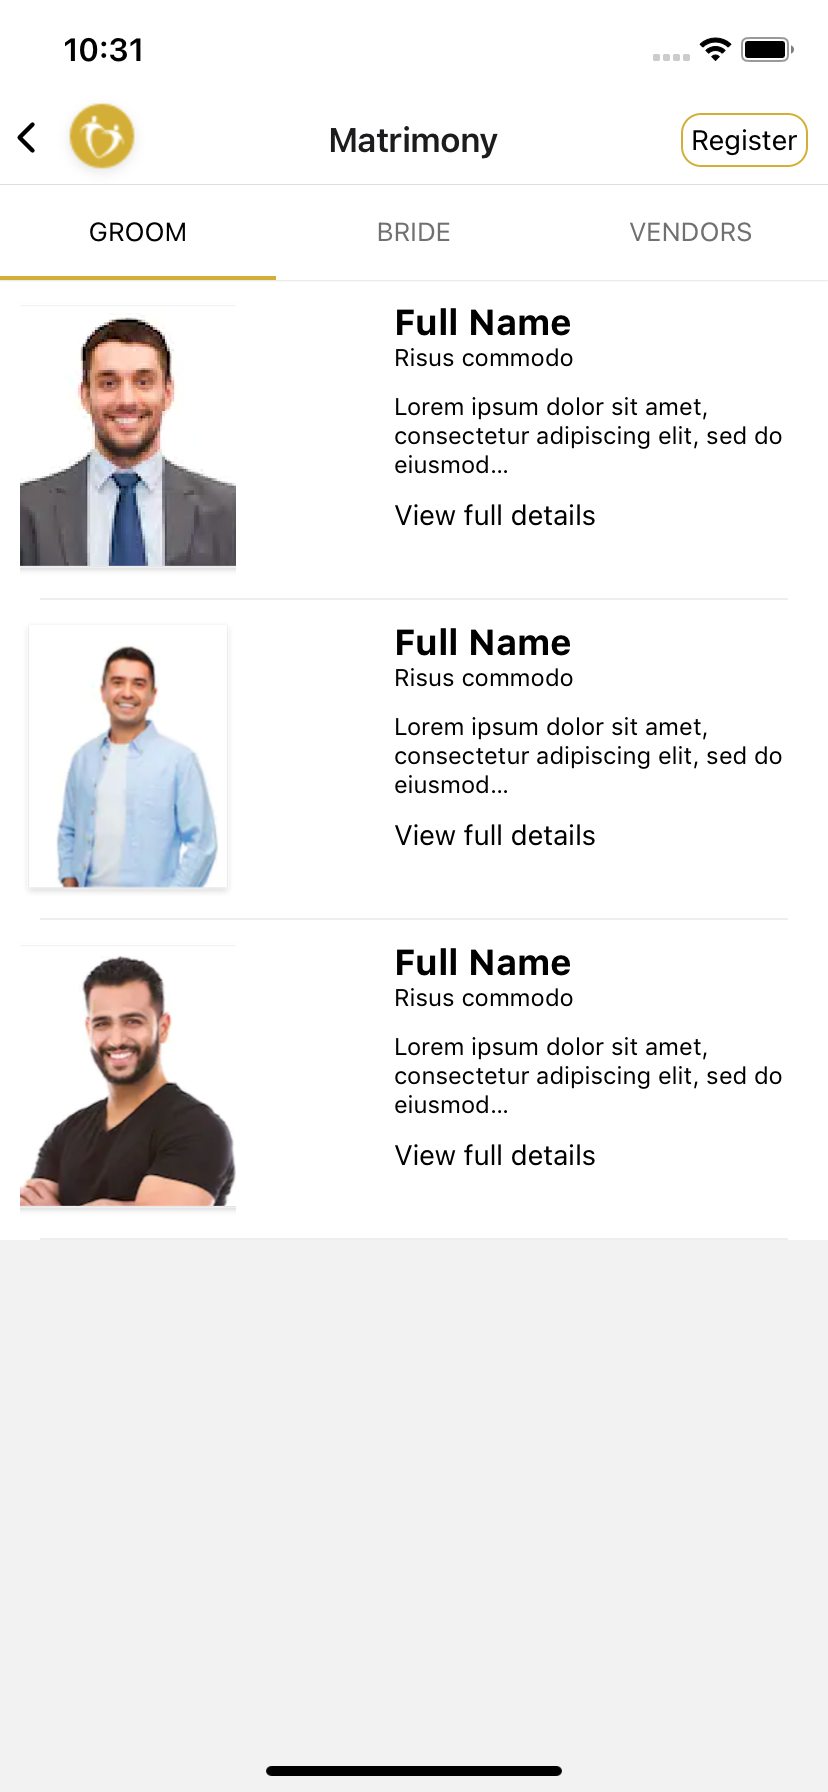 10:31
Matrimony
Register
GROOM
BRIDE
VENDORS
Full Name
Risus commodo
Lorem ipsum dolor sit amet,
consectetur adipiscing elit, sed do
eiusmod...
View full details
Full Name
Risus commodo
Lorem ipsum dolor sit amet,
consectetur adipiscing elit, sed do
eiusmod...
View full details
Full Name
Risus commodo
Lorem ipsum dolor sit amet,
consectetur adipiscing elit, sed do
eiusmod...
View full details